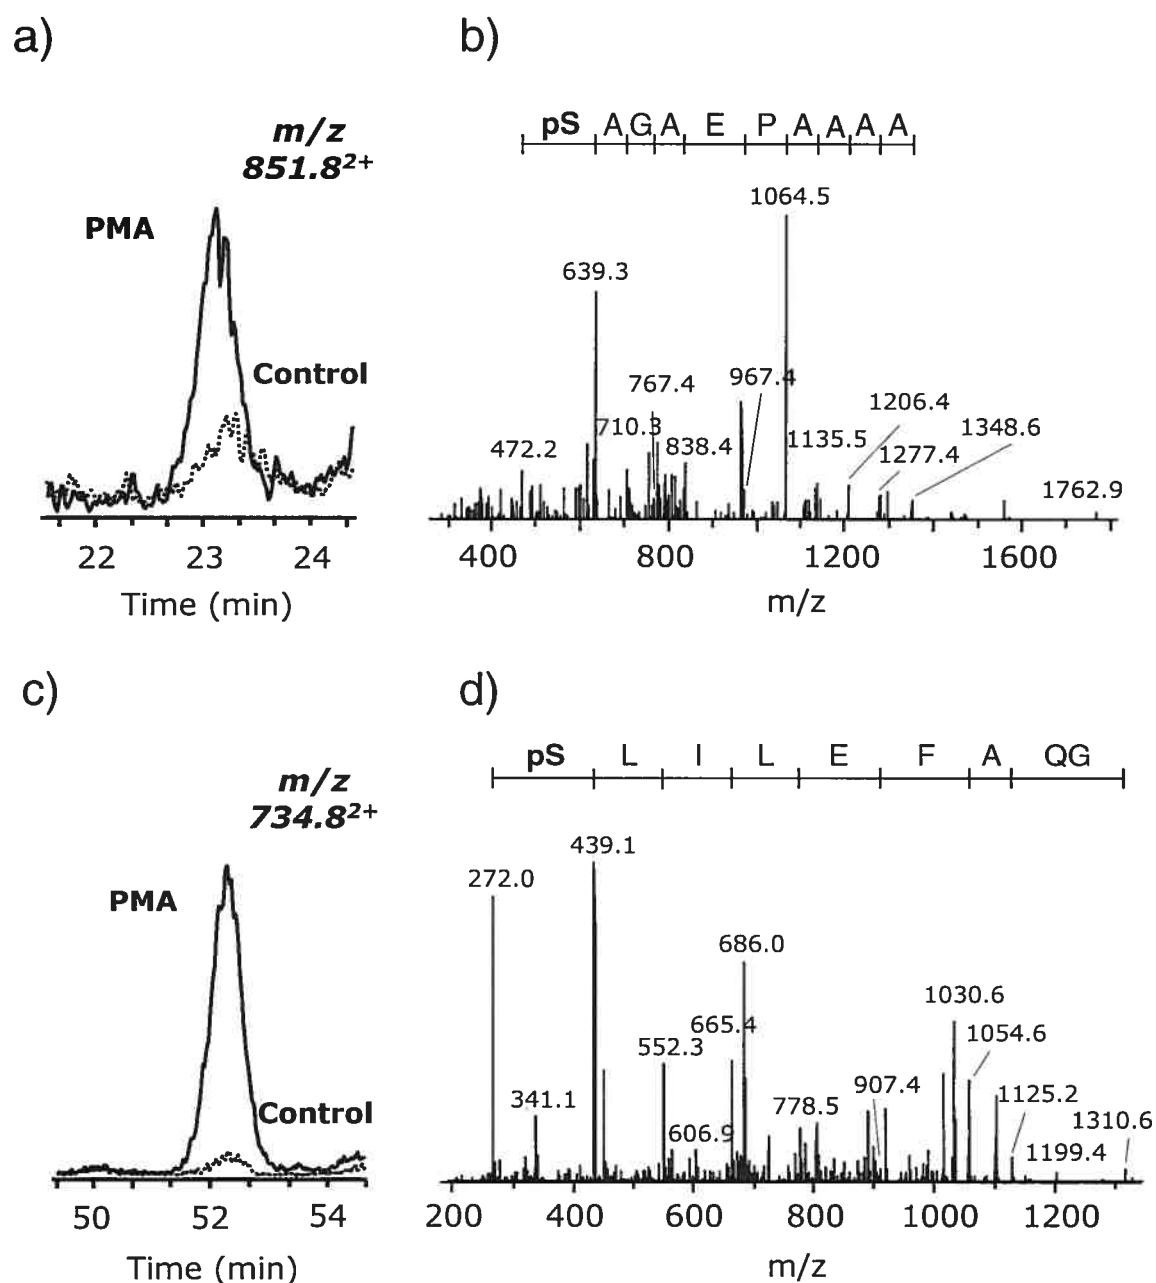 a)
m/z
851.8²⁺
PMA
Control
22 23 24
Time (min)
b)
pS A G A E P A A A A
1064.5
639.3
767.4
967.4
710.3
472.2
838.4
1135.5
1206.4
1277.4
1348.6
1762.9
400 800 1200 1600
m/z
c)
m/z
734.8²⁺
PMA
Control
50 52 54
Time (min)
d)
pS L I L E F A QG
439.1
272.0
686.0
1030.6
665.4
1054.6
552.3
907.4
341.1
778.5
1125.2
606.9
1310.6
1199.4
200 400 600 800 1000 1200
m/z